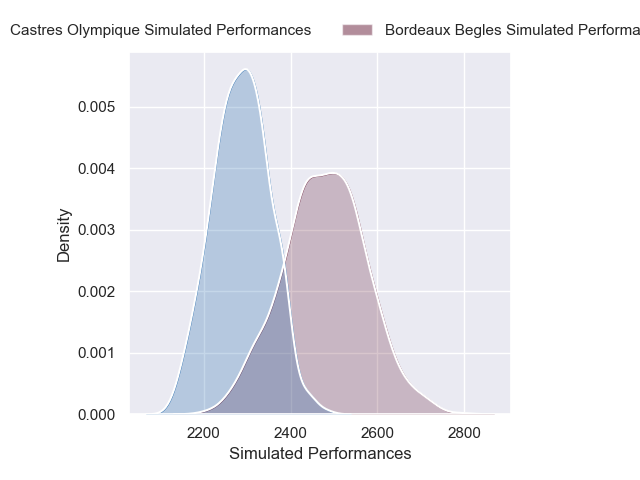 Castres Olympique Simulated Performances
Bordeaux Begles Simulated Performa
0.005
0.004
0.003
0.002
0.001
0.000
Density
2200
2400
2600
2800
Simulated Performances